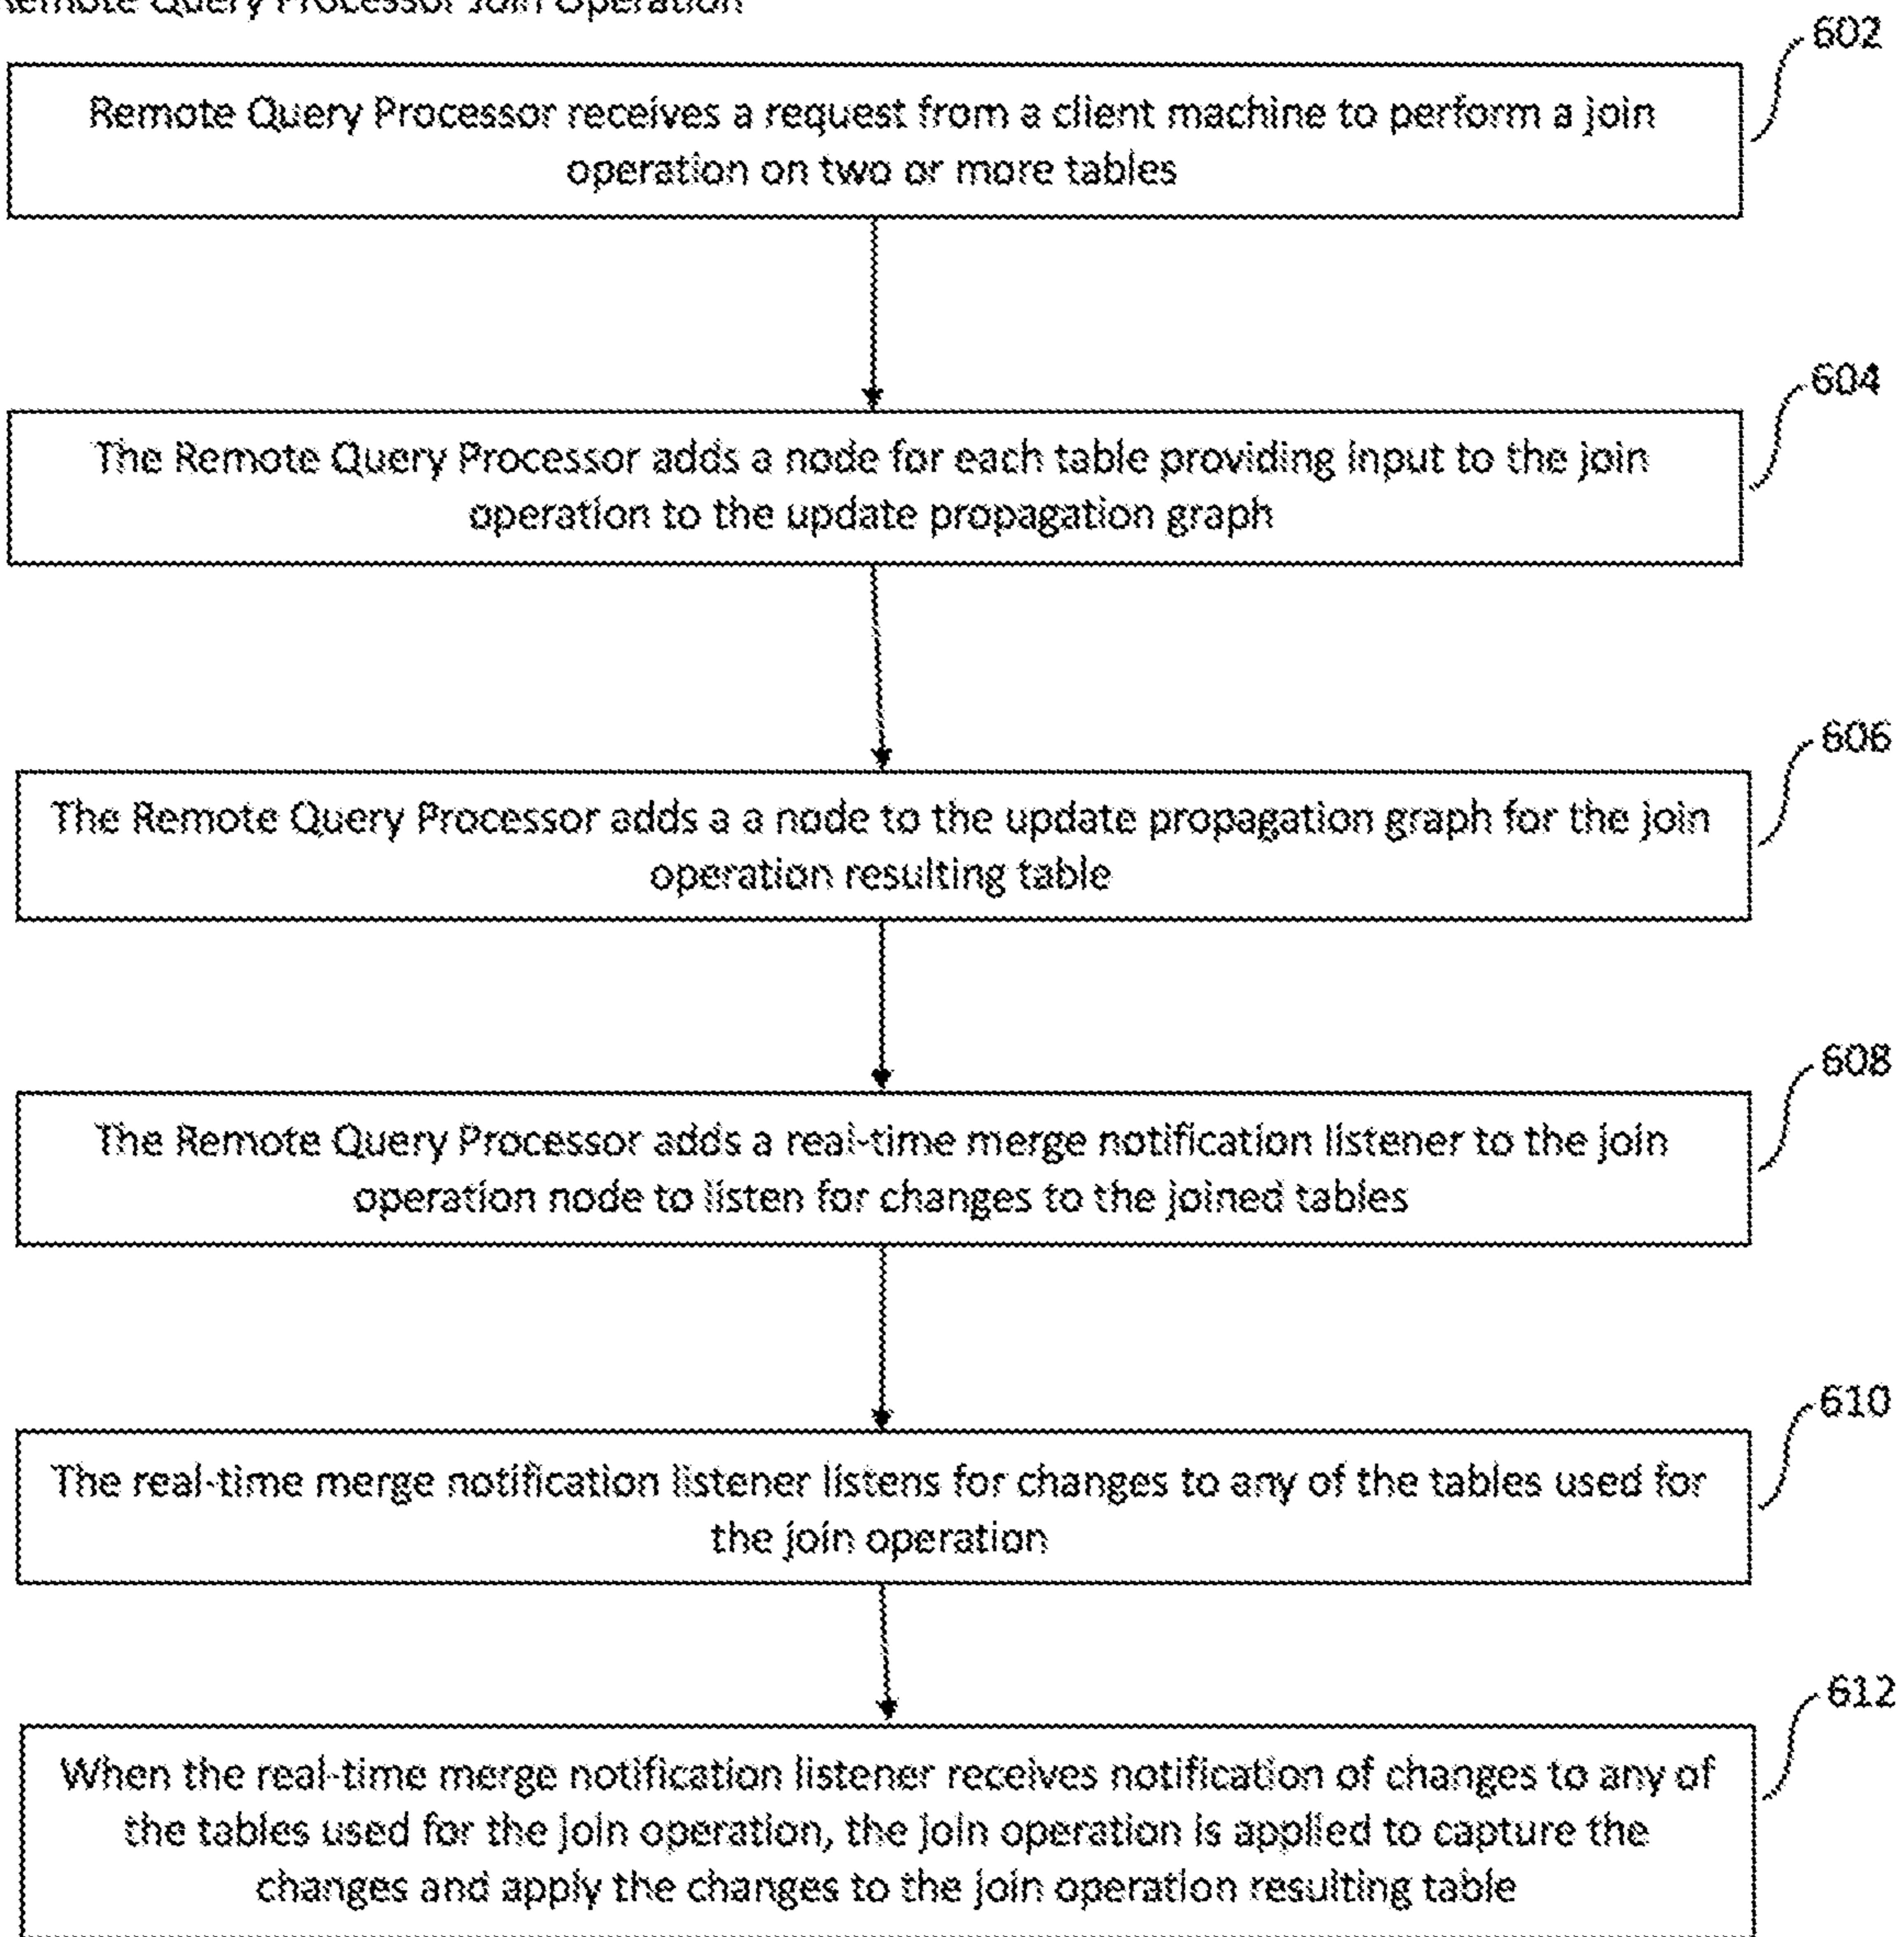 Remote Query Processor Join Operation
602
Remote Query Processor receives a request from a client machine to perform a join
operation on two or more tables
604
The Remote Query Processor adds a node for each table providing input to the join
operation to the update propagation graph
606
The Remote Query Processor adds a a node to the update propagation graph for the join
operation resulting table
608
The Remote Query Processor adds a real-time merge notification listener to the join
operation node to listen for changes to the joined tables
610
The real-time merge notification listener listens for changes to any of the tables used for
the join operation
612
When the real-time merge notification listener receives notification of changes to any of
the tables used for the join operation, the join operation is applied to capture the
changes and apply the changes to the join operation resulting table